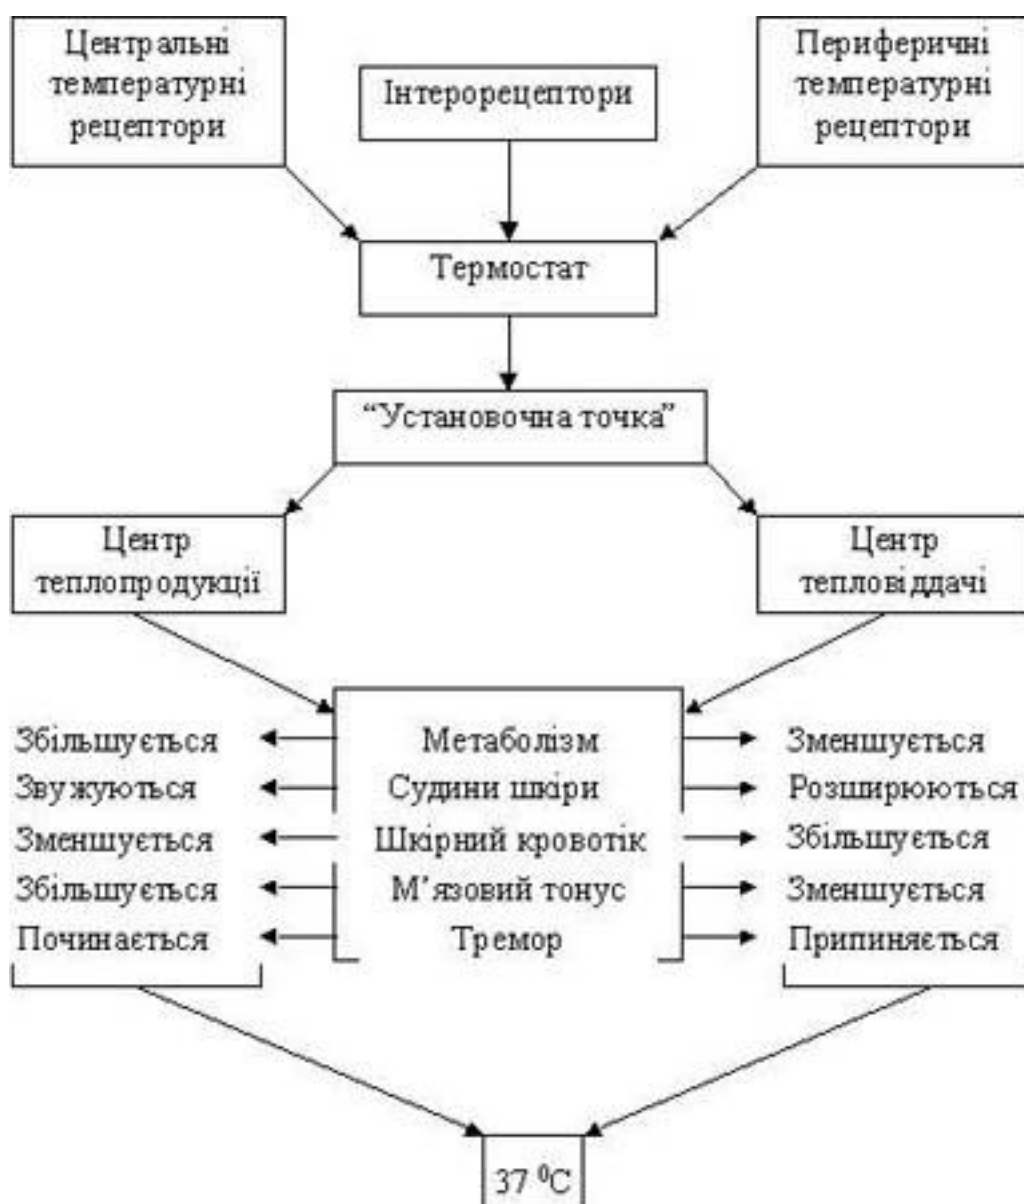 Центральні
температурні
рецептори
Інтерорецептори
Периферичні
температурні
рецептори
Термостат
“Установочна точка”
Центр
теплопродукції
Центр
тепловіддачі
Збільшується Метаболізм Зменшується
Звужуються Судини шкіри Розширюються
Зменшується Шкірний кровотік Збільшується
Збільшується М’язовий тонус Зменшується
Починається Тремор Припиняється
37 ⁰С